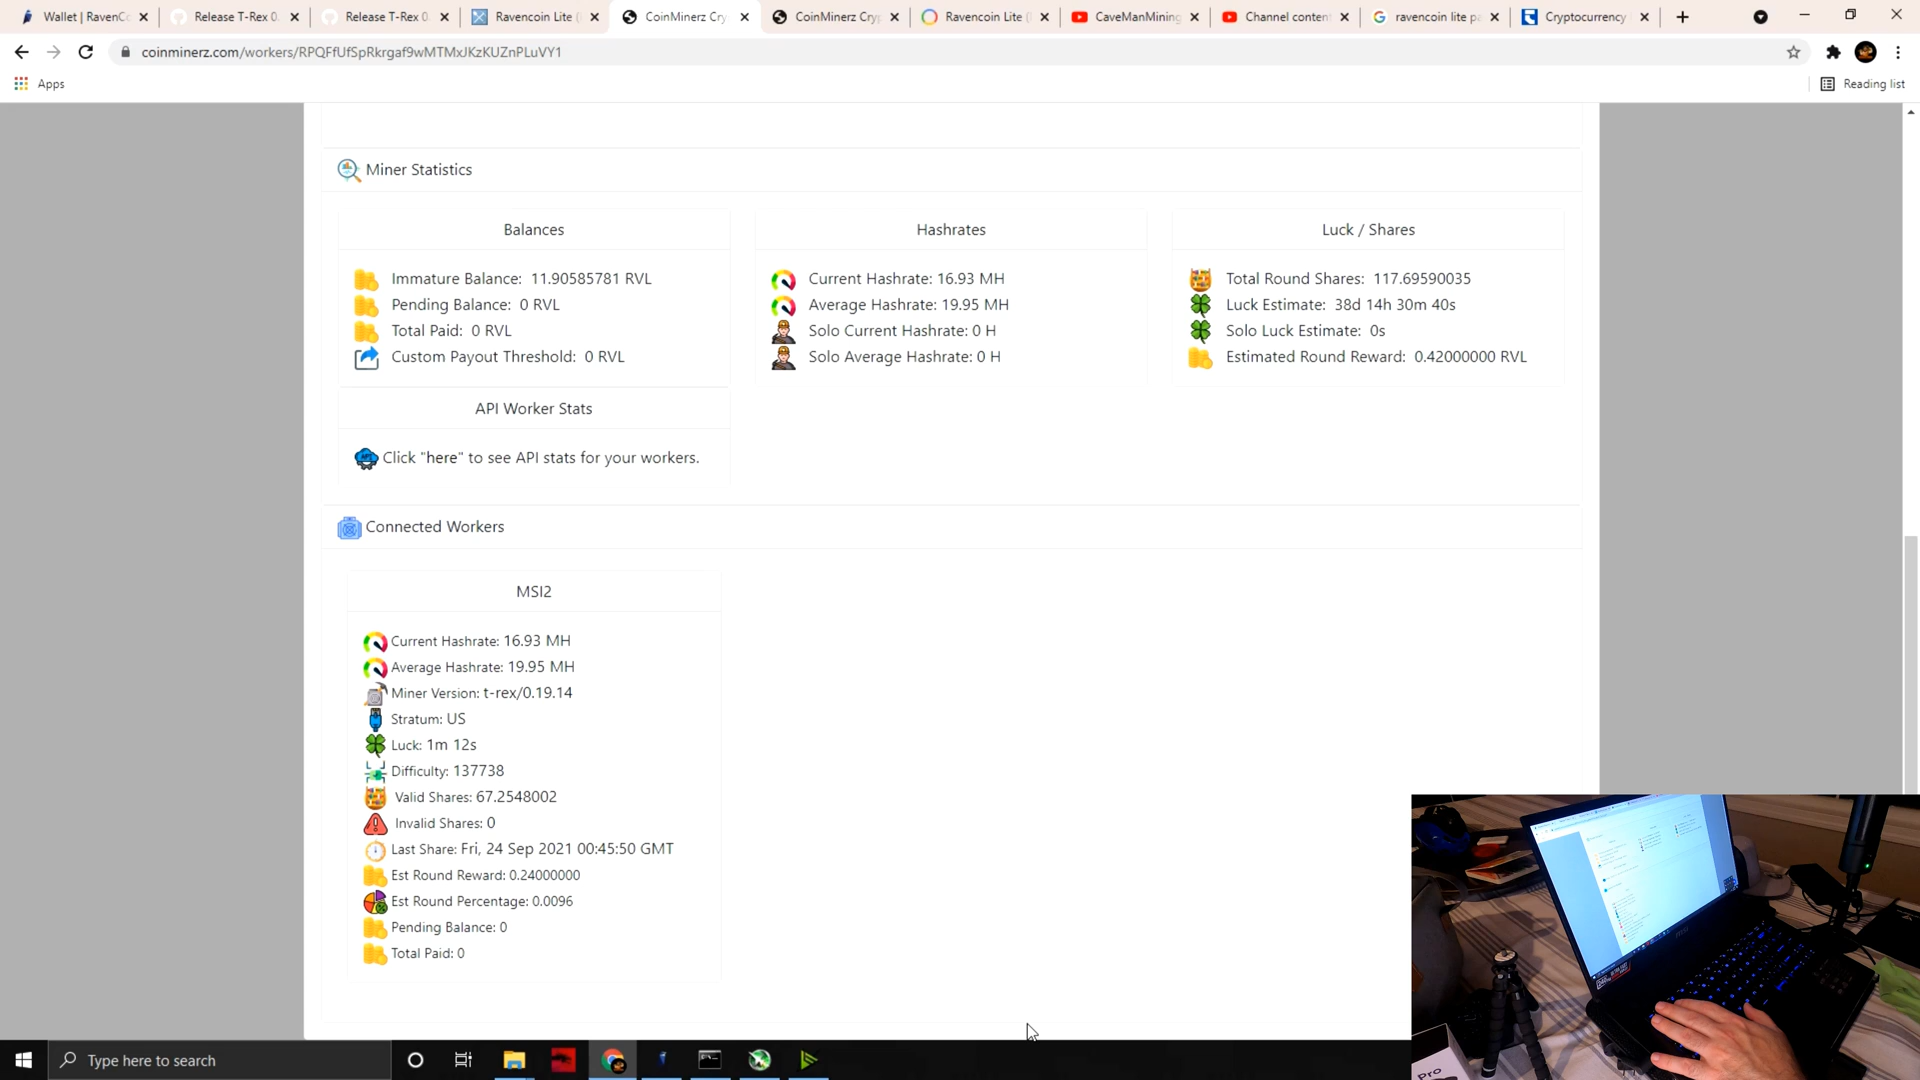 Wallet | RavenCo
Release T-Rex 0.
Release T-Rex 0.
Ravencoin Lite (
CoinMinerz Cry
CoinMinerz Cryp
Ravencoin Lite (
CaveManMining
Channel content
ravencoin lite pa
Cryptocurrency
coinminerz.com/workers/RPQFfUfSpRkrgaf9wMTMxJKzKUZnPLuVY1
Apps
Reading list
Miner Statistics
Balances
Immature Balance: 11.90585781 RVL
Pending Balance: 0 RVL
Total Paid: 0 RVL
Custom Payout Threshold: 0 RVL
Hashrates
Current Hashrate: 16.93 MH
Average Hashrate: 19.95 MH
Solo Current Hashrate: 0 H
Solo Average Hashrate: 0 H
Luck / Shares
Total Round Shares: 117.69590035
Luck Estimate: 38d 14h 30m 40s
Solo Luck Estimate: 0s
Estimated Round Reward: 0.42000000 RVL
API Worker Stats
API
Click "here" to see API stats for your workers.
Connected Workers
MSI2
Current Hashrate: 16.93 MH
Average Hashrate: 19.95 MH
Miner Version: t-rex/0.19.14
Stratum: US
Luck: 1m 12s
Difficulty: 137738
Valid Shares: 67.2548002
Invalid Shares: 0
Last Share: Fri, 24 Sep 2021 00:45:50 GMT
Est Round Reward: 0.24000000
Est Round Percentage: 0.0096
Pending Balance: 0
Total Paid: 0
Type here to search
Pro